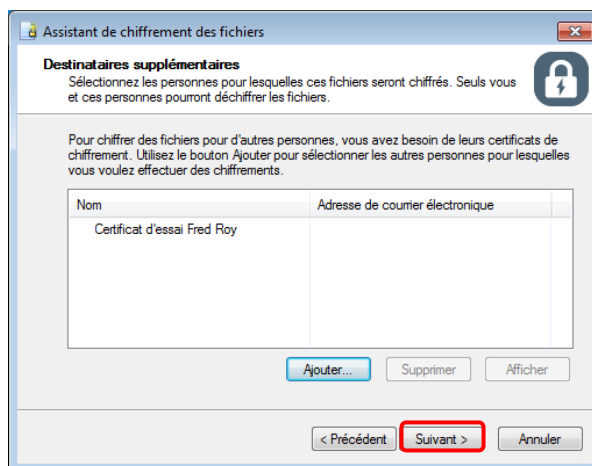 Assistant de chiffrement des fichiers
Destinataires supplémentaires
Sélectionnez les personnes pour lesquelles ces fichiers seront chiffrés. Seuls vous
et ces personnes pourront déchiffrer les fichiers.
Pour chiffrer des fichiers pour d'autres personnes, vous avez besoin de leurs certificats de
chiffrement. Utilisez le bouton Ajouter pour sélectionner les autres personnes pour lesquelles
vous voulez effectuer des chiffrements.
Nom Adresse de courrier électronique
Certificat d'essai Fred Roy
Ajouter... Supprimer Afficher
< Précédent Suivant > Annuler